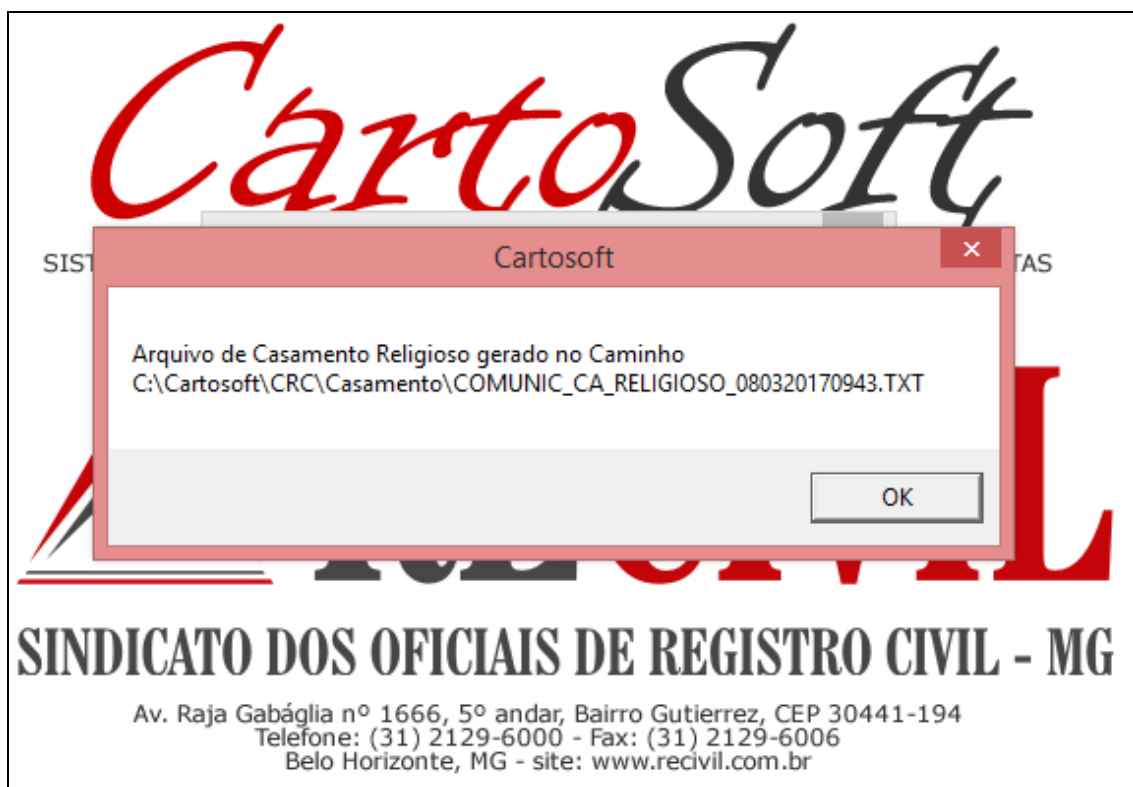 CartoSoft
SIST TAS
Cartosoft
Arquivo de Casamento Religioso gerado no Caminho
C:\Cartosoft\CRC\Casamento\COMUNIC_CA_RELIGIOSO_080320170943.TXT
OK
SINDICATO DOS OFICIAIS DE REGISTRO CIVIL - MG
Av. Raja Gabáglia nº 1666, 5º andar, Bairro Gutierrez, CEP 30441-194
Telefone: (31) 2129-6000 - Fax: (31) 2129-6006
Belo Horizonte, MG - site: www.recivil.com.br